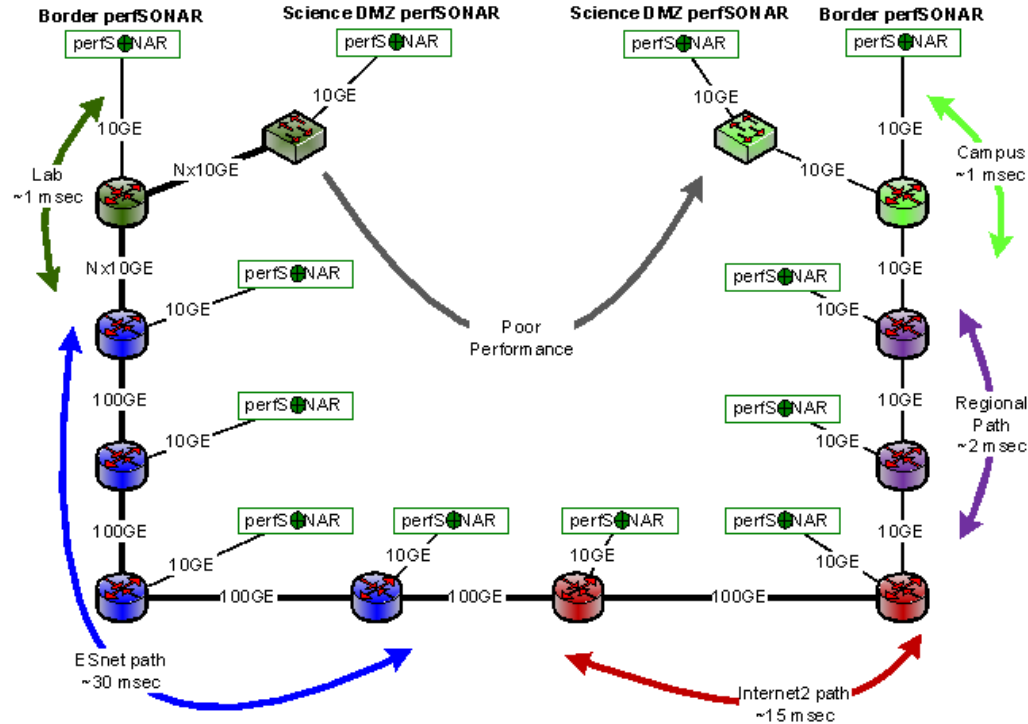 Border perfSONAR
Science DMZ perfSONAR
Science DMZ perfSONAR
Border perfSONAR
perfSONAR
perfSONAR
perfSONAR
perfSONAR
10GE
10GE
10GE
10GE
Lab
~1 msec
Nx10GE
10GE
Campus
~1 msec
Nx10GE
perfSONAR
10GE
perfSONAR
10GE
10GE
Poor
Performance
100GE
perfSONAR
10GE
perfSONAR
10GE
10GE
Regional
Path
~2 msec
100GE
perfSONAR
10GE
perfSONAR
10GE
perfSONAR
10GE
perfSONAR
10GE
10GE
100GE
100GE
100GE
ESnet path
~30 msec
Internet2 path
~15 msec